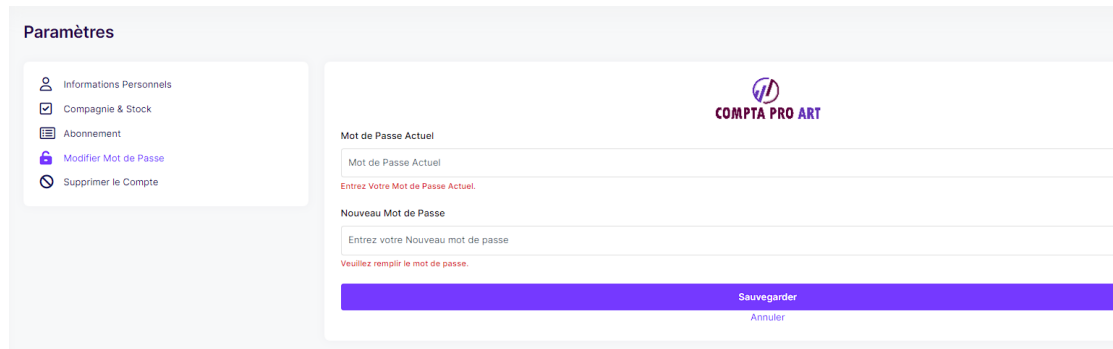 Paramètres
Informations Personnels
Compagnie & Stock
Abonnement
Modifier Mot de Passe
Supprimer le Compte
COMPTA PRO ART
Mot de Passe Actuel
Mot de Passe Actuel
Entrez Votre Mot de Passe Actuel.
Nouveau Mot de Passe
Entrez votre Nouveau mot de passe
Veuillez remplir le mot de passe.
Sauvegarder
Annuler